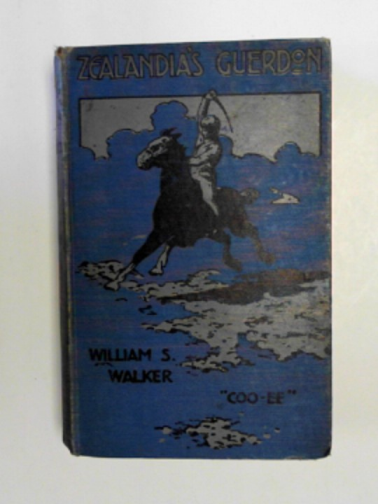 ZEALANDIA'S GUERDON
WILLIAM S.
WALKER
"COO-EE"